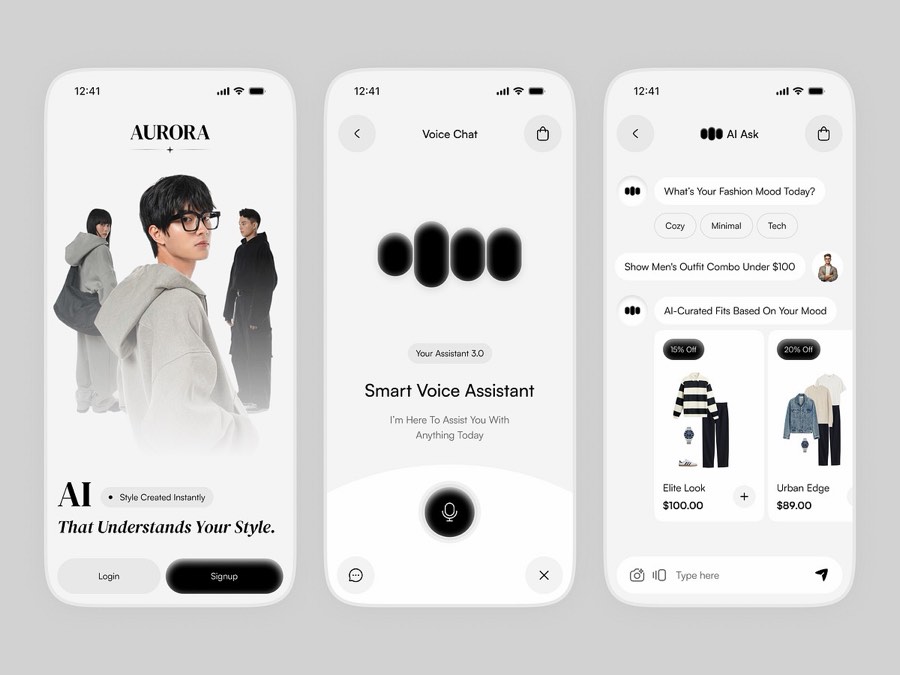 12:41
AURORA
AI
Style Created Instantly
That Understands Your Style.
Login
Signup
12:41
Voice Chat
Your Assistant 3.0
Smart Voice Assistant
I'm Here To Assist You With
Anything Today
12:41
AI Ask
What's Your Fashion Mood Today?
Cozy
Minimal
Tech
Show Men's Outfit Combo Under $100
AI-Curated Fits Based On Your Mood
15% Off
20% Off
Elite Look
$100.00
Urban Edge
$89.00
Type here